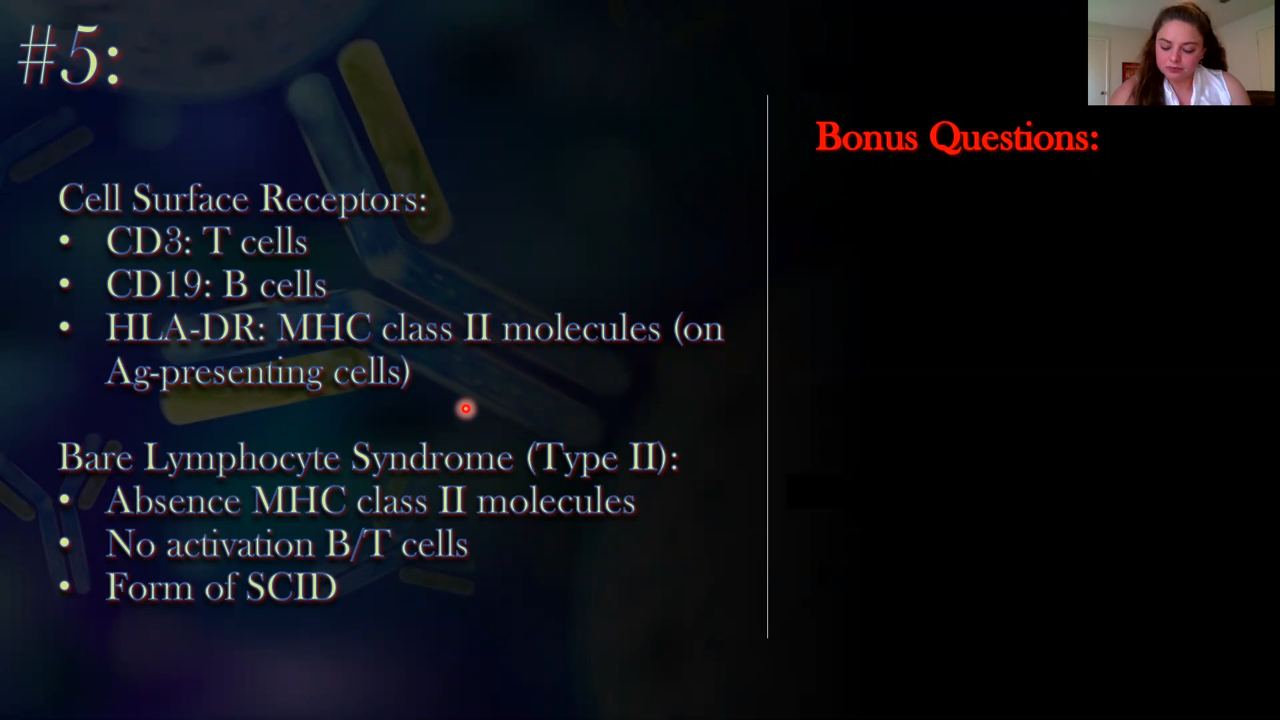 #5:
Cell Surface Receptors:
• CD3: T cells
• CD19: B cells
• HLA-DR: MHC class II molecules (on
Ag-presenting cells)
Bare Lymphocyte Syndrome (Type II):
• Absence MHC class II molecules
• No activation B/T cells
• Form of SCID
Bonus Questions: